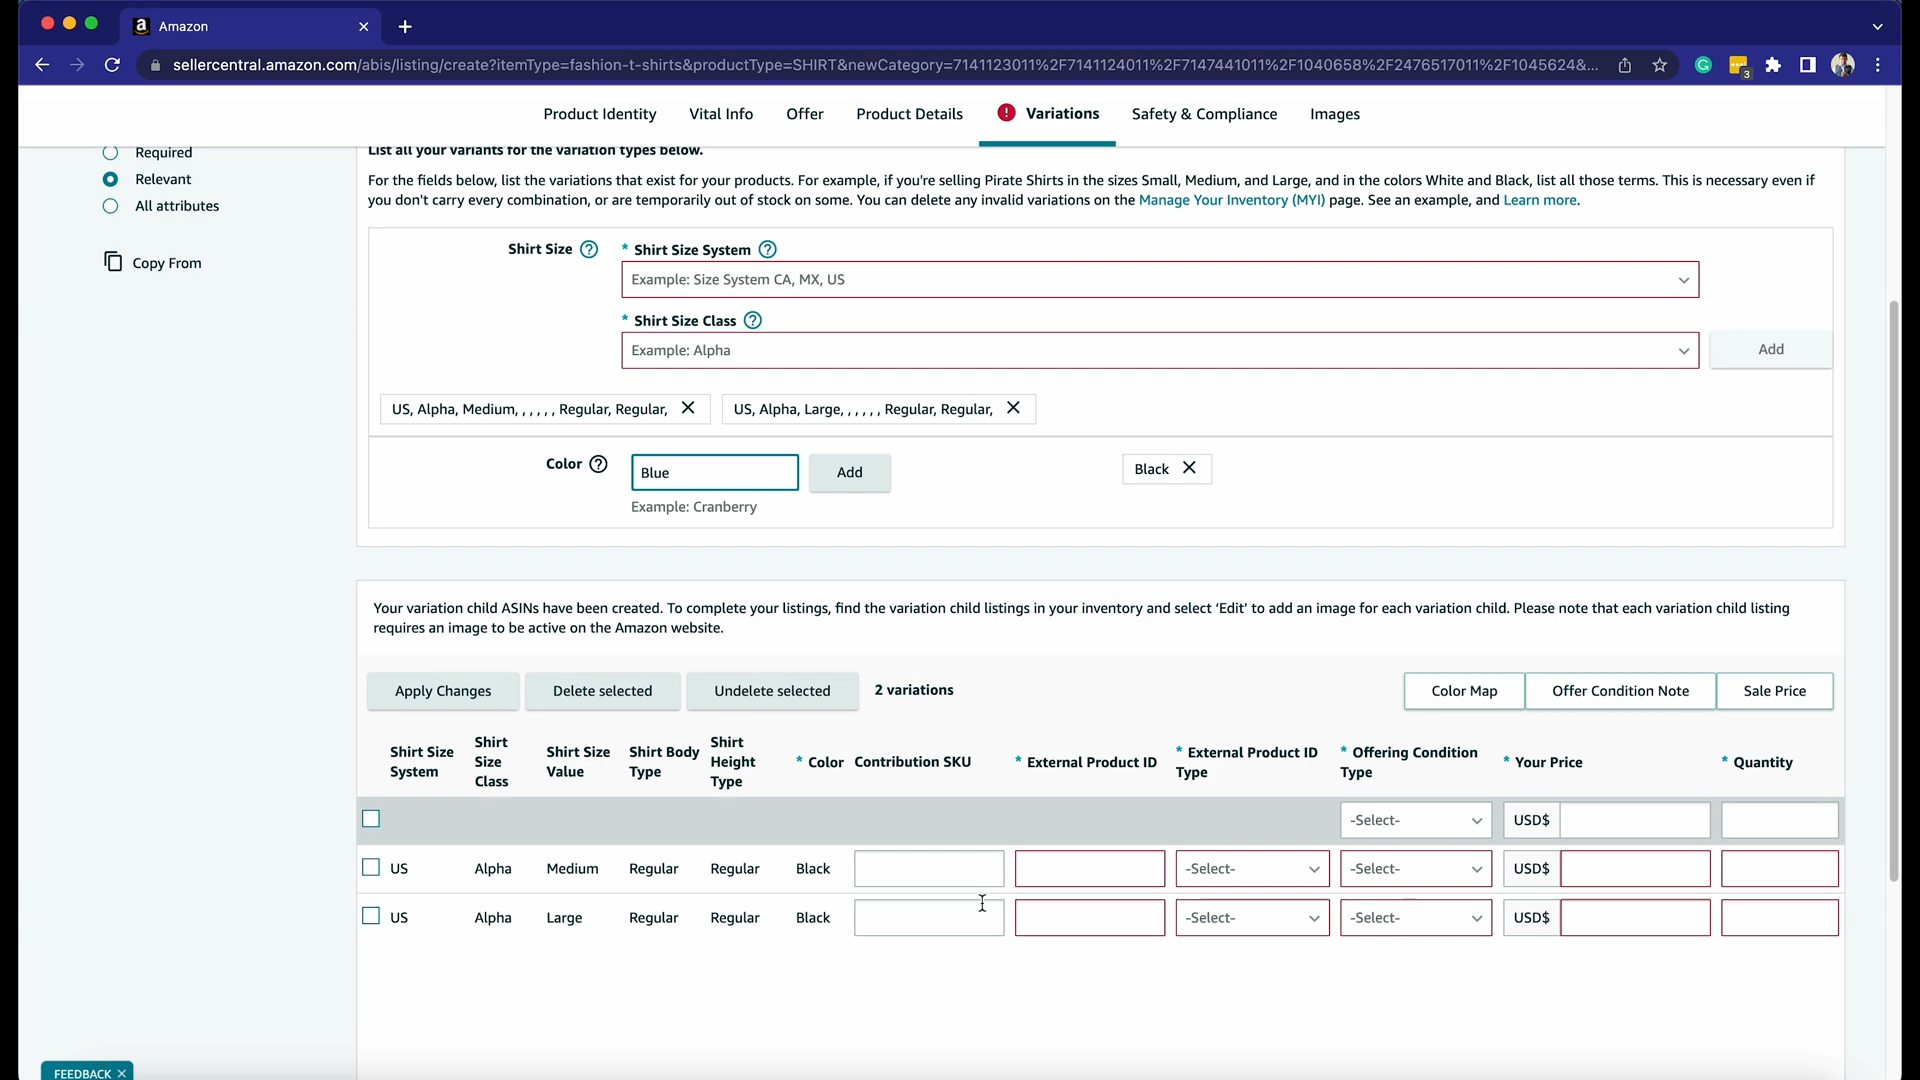 Amazon
sellercentral.amazon.com/abis/listing/create?itemType=fashion-t-shirts&productType=SHIRT&newCategory=7141123011%2F7141124011%2F7147441011%2F1040658%2F2476517011%2F1045624&...
3
Product Identity Vital Info Offer Product Details Variations Safety & Compliance Images
Required
Relevant
All attributes
Copy From
List all your variants for the variation types below.
For the fields below, list the variations that exist for your products. For example, if you're selling Pirate Shirts in the sizes Small, Medium, and Large, and in the colors White and Black, list all those terms. This is necessary even if
you don't carry every combination, or are temporarily out of stock on some. You can delete any invalid variations on the Manage Your Inventory (MYI) page. See an example, and Learn more.
Shirt Size ? * Shirt Size System ?
Example: Size System CA, MX, US
* Shirt Size Class ?
Example: Alpha Add
US, Alpha, Medium, , , , , , Regular, Regular, US, Alpha, Large, , , , , , Regular, Regular,
Color ? Blue Add Black
Example: Cranberry
Your variation child ASINs have been created. To complete your listings, find the variation child listings in your inventory and select 'Edit' to add an image for each variation child. Please note that each variation child listing
requires an image to be active on the Amazon website.
Apply Changes Delete selected Undelete selected 2 variations Color Map Offer Condition Note Sale Price
Shirt Size System Shirt Size Class Shirt Size Value Shirt Body Type Shirt Height Type * Color Contribution SKU * External Product ID * External Product ID Type * Offering Condition Type * Your Price * Quantity
-Select- USD$
US Alpha Medium Regular Regular Black -Select- -Select- USD$
US Alpha Large Regular Regular Black -Select- -Select- USD$
FEEDBACK